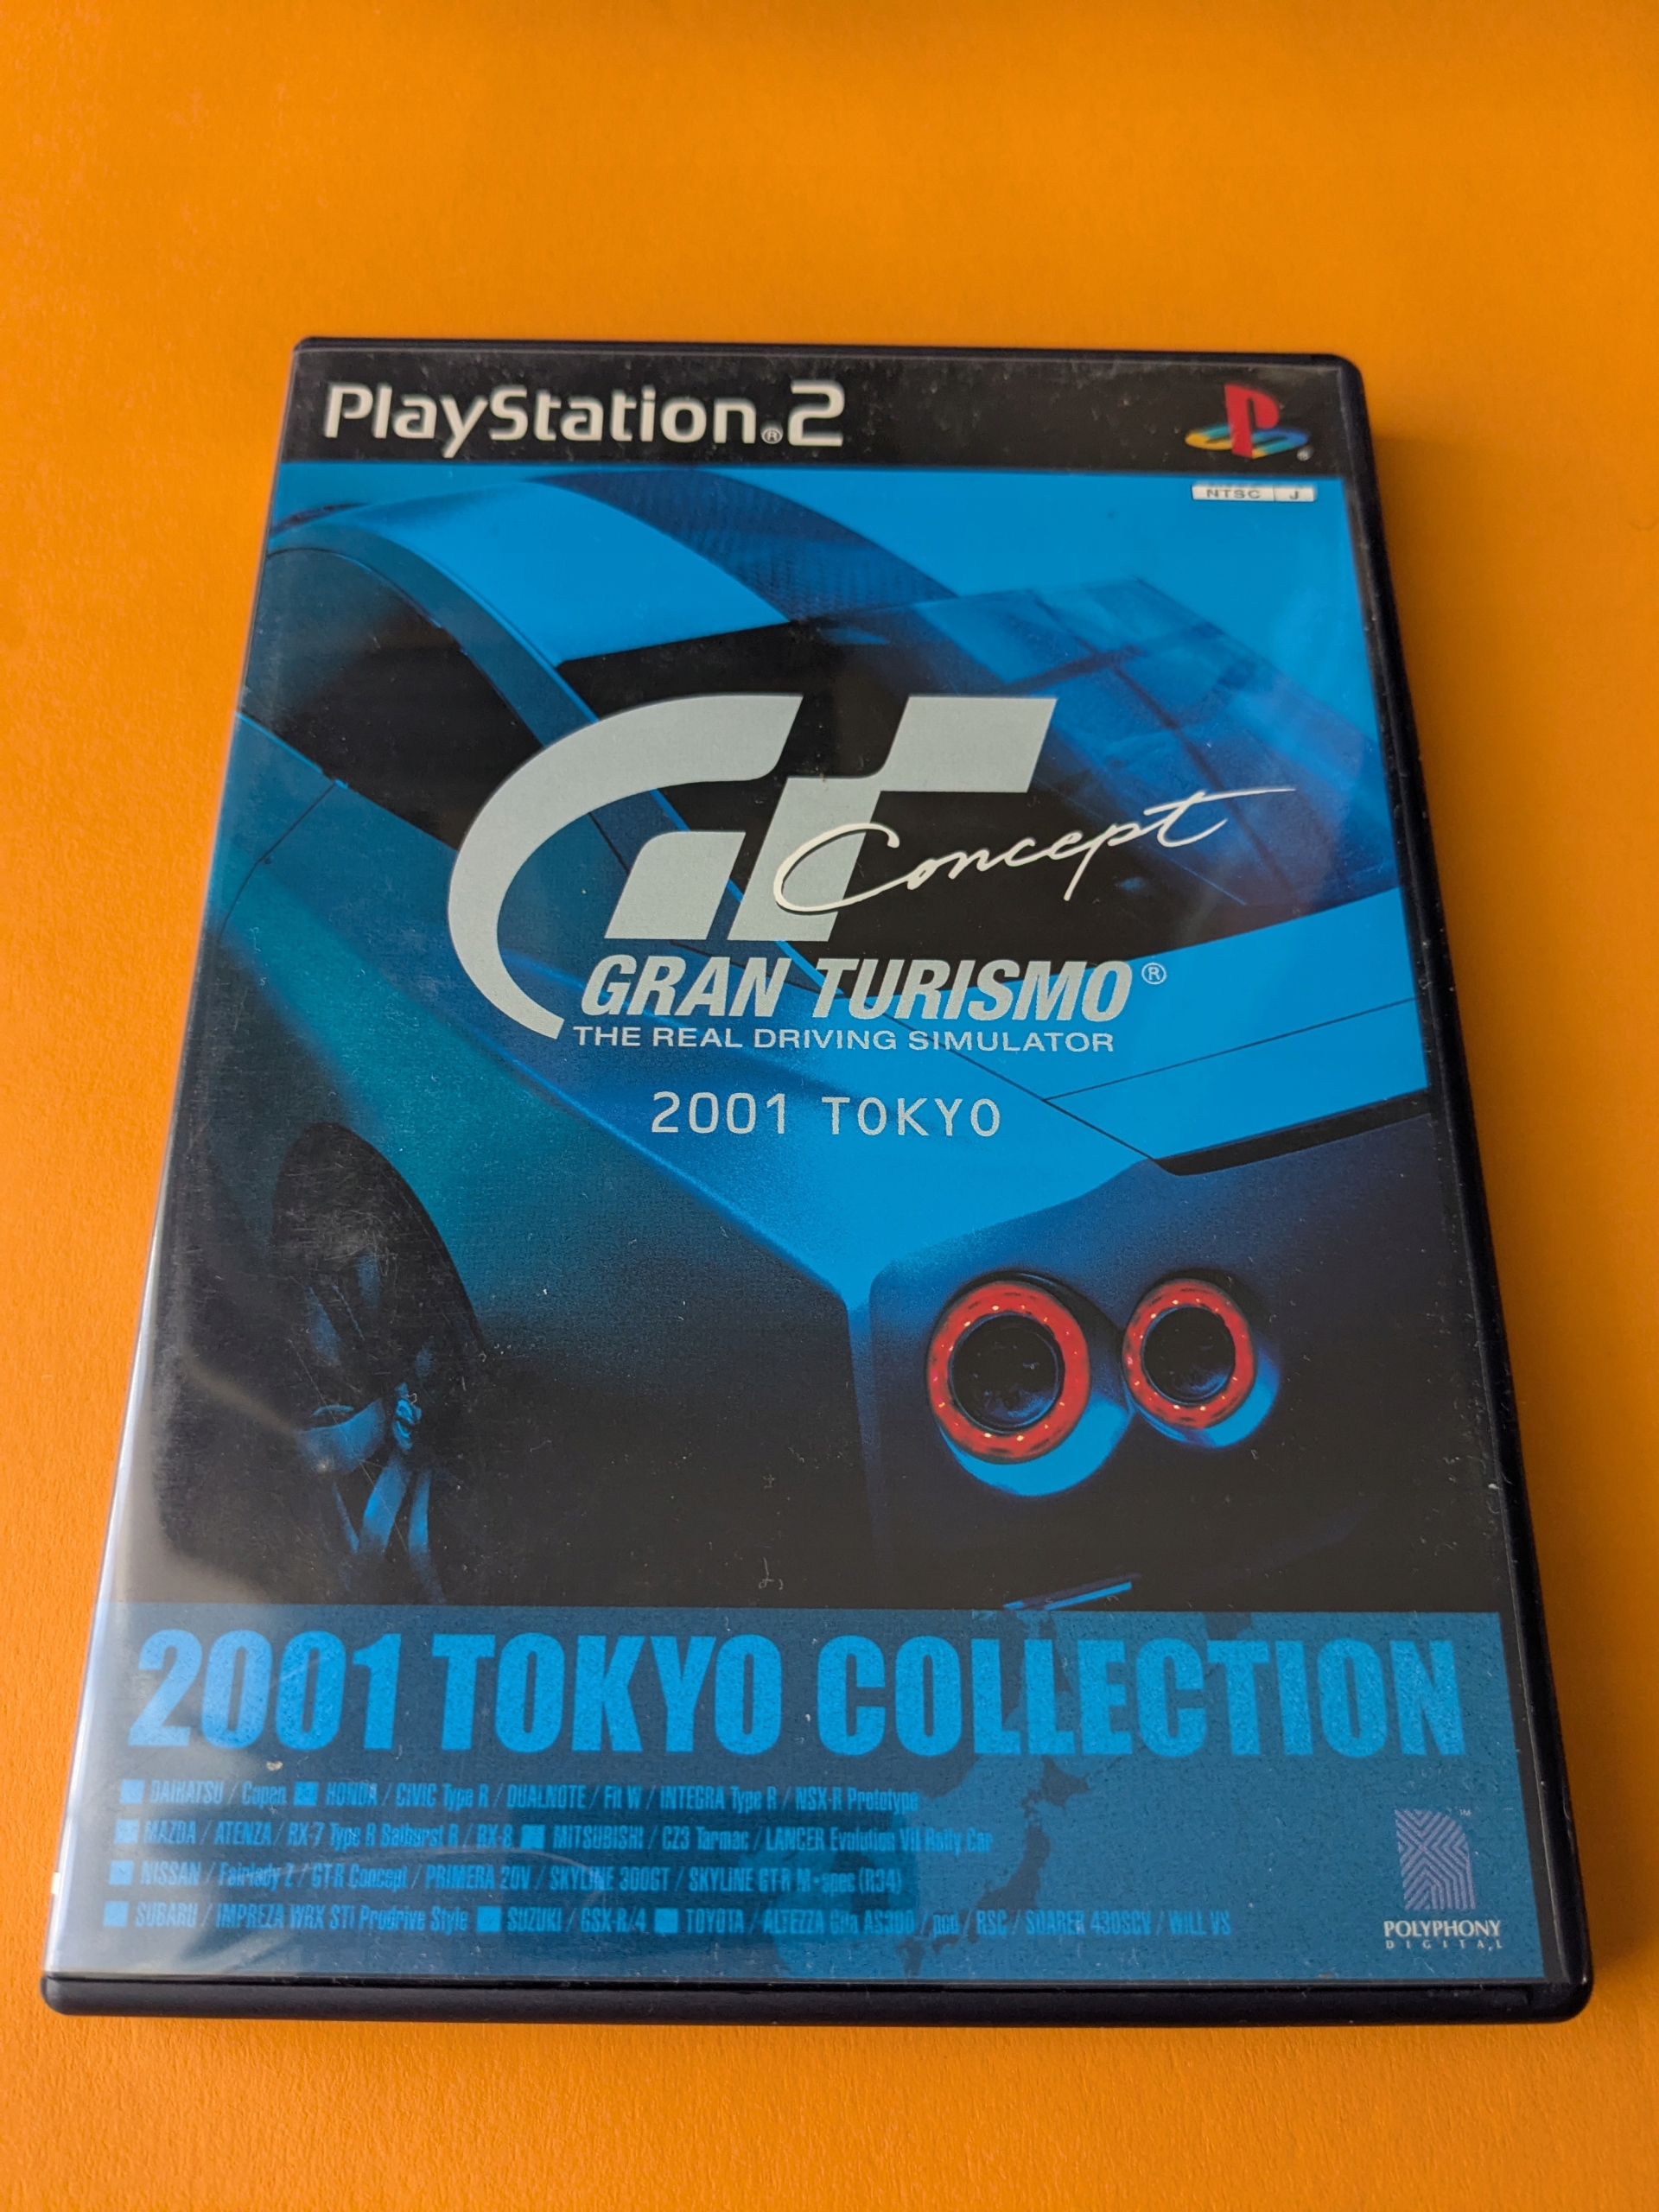 PlayStation®2
NTSC J
GT Concept
GRAN TURISMO®
THE REAL DRIVING SIMULATOR
2001 TOKYO
2001 TOKYO COLLECTION
DAIHATSU / Copen HONDA / CIVIC Type R / DUALNOTE / Fit W / INTEGRA Type R / NSX-R Prototype
MAZDA / ATENZA / RX-7 Type R Bathurst R / RX-8 MITSUBISHI / CZ3 Tarmac / LANCER Evolution VII Rally Car
NISSAN / Fairlady Z / GT-R Concept / PRIMERA 20V / SKYLINE 300GT / SKYLINE GT-R M•spec (R34)
SUBARU / IMPREZA WRX STi Prodrive Style SUZUKI / GSX-R/4 TOYOTA / ALTEZZA Gita AS300 / pod / RSC / SOARER 430SCV / WiLL VS
POLYPHONY
DIGITAL